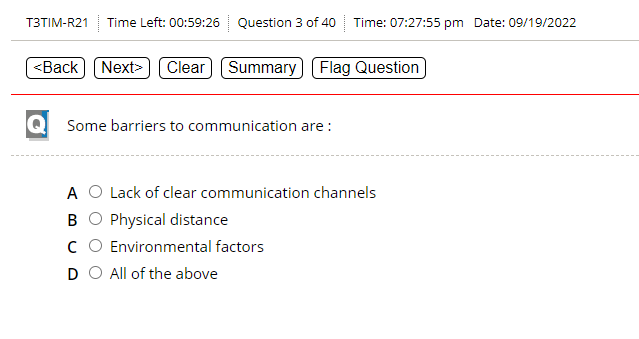 T3TIM-R21 Time Left: 00:59:26 Question 3 of 40 Time: 07:27:55 pm Date: 09/19/2022
<Back Next> Clear Summary Flag Question
Q Some barriers to communication are :
A Lack of clear communication channels
B Physical distance
C Environmental factors
D All of the above